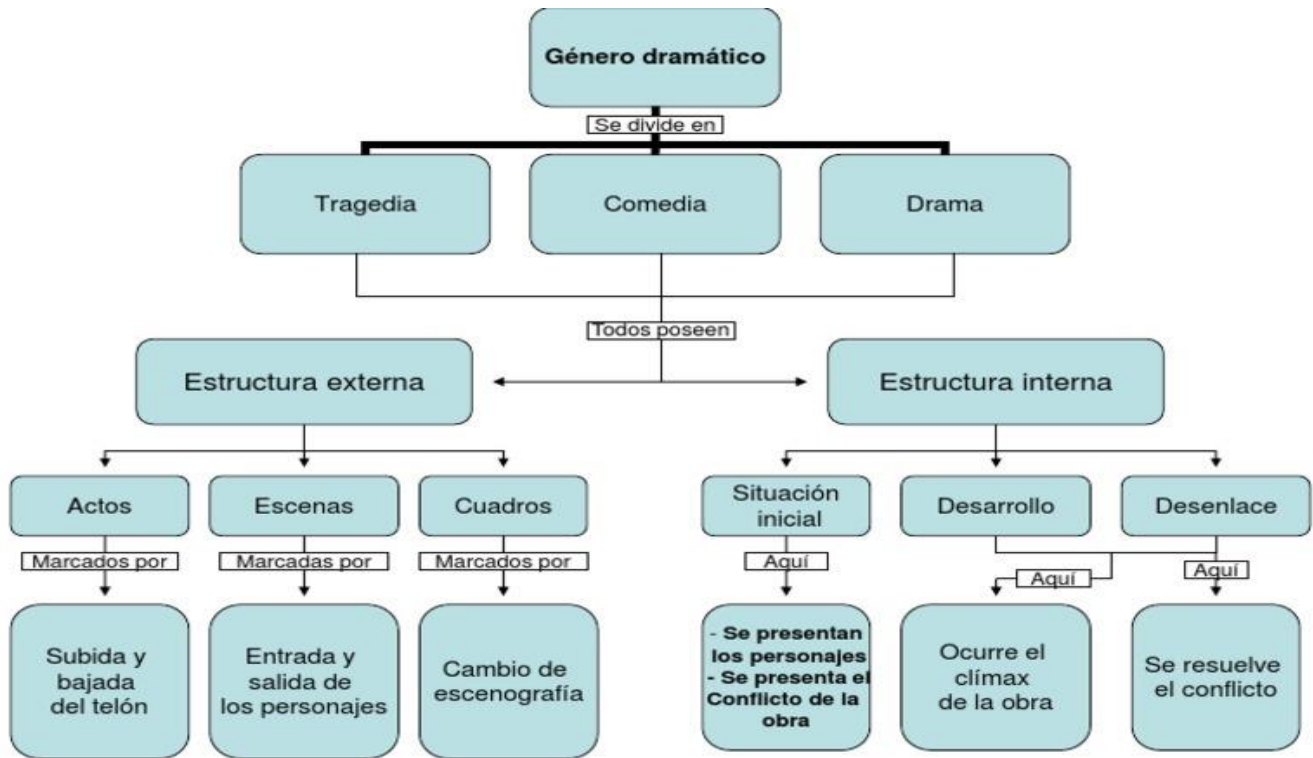 Género dramático
Se divide en
Tragedia
Comedia
Drama
Todos poseen
Estructura externa
Estructura interna
Actos
Escenas
Cuadros
Situación
inicial
Desarrollo
Desenlace
Marcados por
Marcadas por
Marcados por
Aquí
Aquí
Aquí
Subida y
bajada
del telón
Entrada y
salida de
los personajes
Cambio de
escenografía
- Se presentan
los personajes
- Se presenta el
Conflicto de la
obra
Ocurre el
clímax
de la obra
Se resuelve
el conflicto